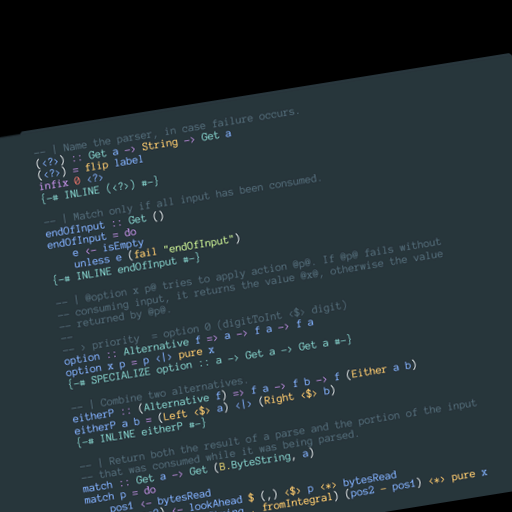 -- | Name the parser, in case failure occurs.
(<?>) :: Get a -> String -> Get a
(<?>) = flip label
infix 0 <?>
{-# INLINE (<?>) #-}
-- | Match only if all input has been consumed.
endOfInput :: Get ()
endOfInput = do
e <- isEmpty
unless e (fail "endOfInput")
{-# INLINE endOfInput #-}
-- | @option x p@ tries to apply action @p@. If @p@ fails without
-- consuming input, it returns the value @x@, otherwise the value
-- returned by @p@.
--
-- > priority  = option 0 (digitToInt <$> digit)
option :: Alternative f => a -> f a -> f a
option x p = p <|> pure x
{-# SPECIALIZE option :: a -> Get a -> Get a #-}
-- | Combine two alternatives.
eitherP :: (Alternative f) => f a -> f b -> f (Either a b)
eitherP a b = (Left <$> a) <|> (Right <$> b)
{-# INLINE eitherP #-}
-- | Return both the result of a parse and the portion of the input
-- that was consumed while it was being parsed.
match :: Get a -> Get (B.ByteString, a)
match p = do
pos1 <- bytesRead
<- lookAhead $ (,) <$> p <*> bytesRead
. fromIntegral) (pos2 - pos1) <*> pure x